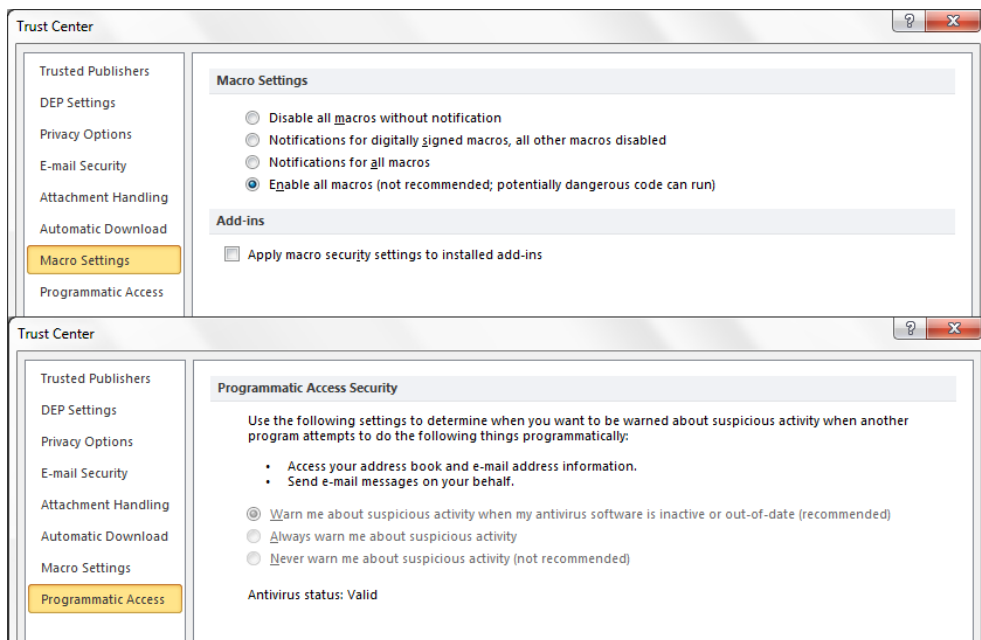 Trust Center
?
X
Trusted Publishers
DEP Settings
Privacy Options
E-mail Security
Attachment Handling
Automatic Download
Macro Settings
Programmatic Access
Macro Settings
Disable all macros without notification
Notifications for digitally signed macros, all other macros disabled
Notifications for all macros
Enable all macros (not recommended; potentially dangerous code can run)
Add-ins
Apply macro security settings to installed add-ins
Trust Center
?
X
Trusted Publishers
DEP Settings
Privacy Options
E-mail Security
Attachment Handling
Automatic Download
Macro Settings
Programmatic Access
Programmatic Access Security
Use the following settings to determine when you want to be warned about suspicious activity when another
program attempts to do the following things programmatically:
• Access your address book and e-mail address information.
• Send e-mail messages on your behalf.
Warn me about suspicious activity when my antivirus software is inactive or out-of-date (recommended)
Always warn me about suspicious activity
Never warn me about suspicious activity (not recommended)
Antivirus status: Valid